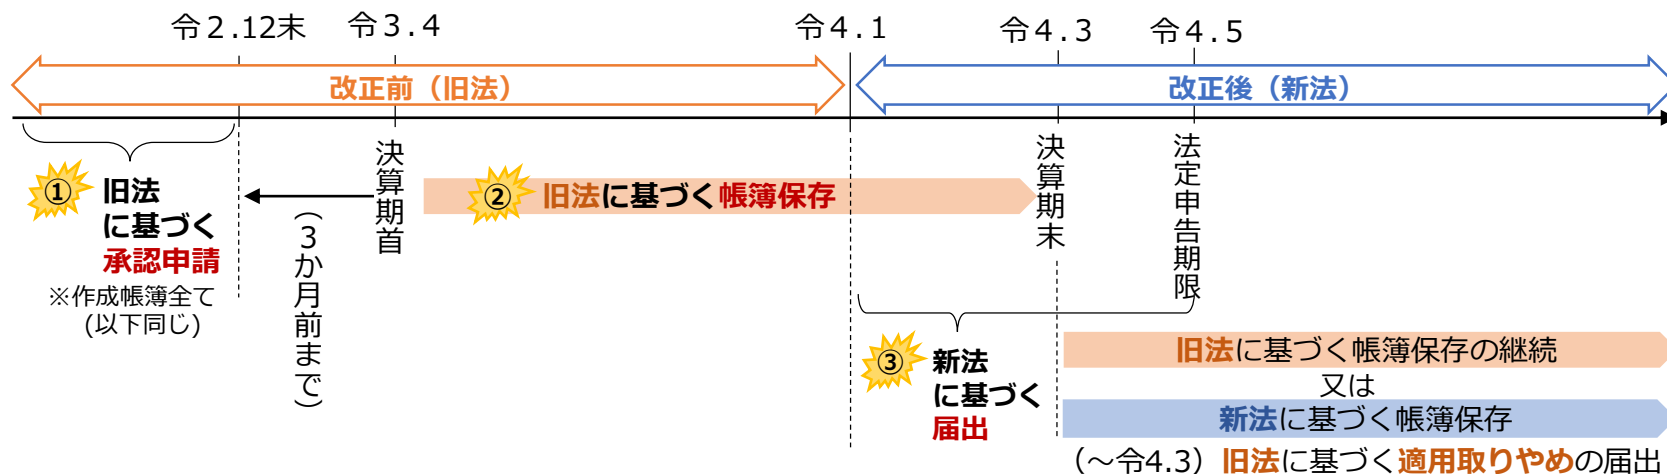 令２.12末
令３.４
令４.１
令４.３
令４.５
改正前（旧法）
改正後（新法）
①
旧法
に基づく
承認申請
※作成帳簿全て
(以下同じ)
（３か月前まで）
決算期首
②
旧法に基づく帳簿保存
決算期末
法定申告期限
③
新法
に基づく
届出
旧法に基づく帳簿保存の継続
又は
新法に基づく帳簿保存
（～令4.3）旧法に基づく適用取りやめの届出